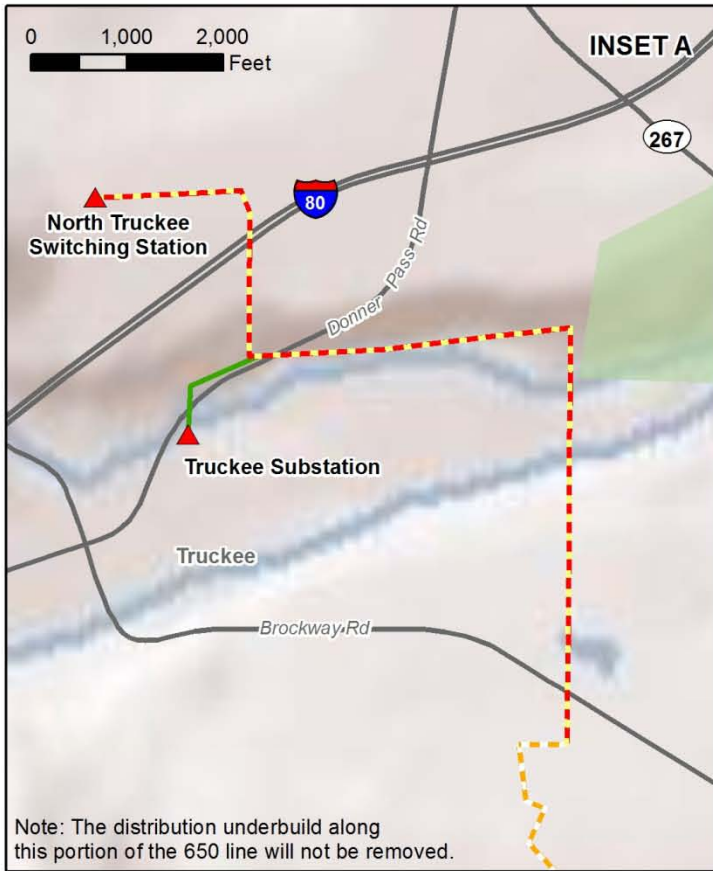 0 1,000 2,000
Feet
INSET A
267
80
North Truckee
Switching Station
Donner Pass Rd
Truckee Substation
Truckee
Brockway Rd
Note: The distribution underbuild along
this portion of the 650 line will not be removed.